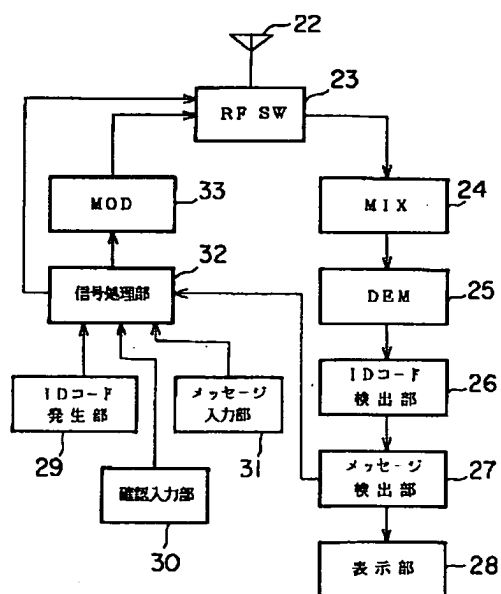 22
RF SW
23
MOD
33
MIX
24
信号処理部
32
DEM
25
IDコード
発生部
29
メッセージ
入力部
31
IDコード
検出部
26
確認入力部
30
メッセージ
検出部
27
表示部
28